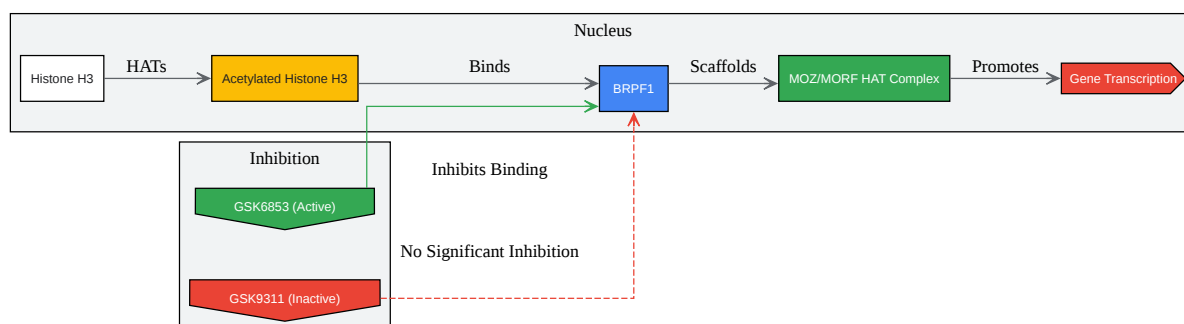 Nucleus
Histone H3
HATs
Acetylated Histone H3
Binds
BRPF1
Scaffolds
MOZ/MORF HAT Complex
Promotes
Gene Transcription
Inhibition
Inhibits Binding
GSK6853 (Active)
No Significant Inhibition
GSK9311 (Inactive)